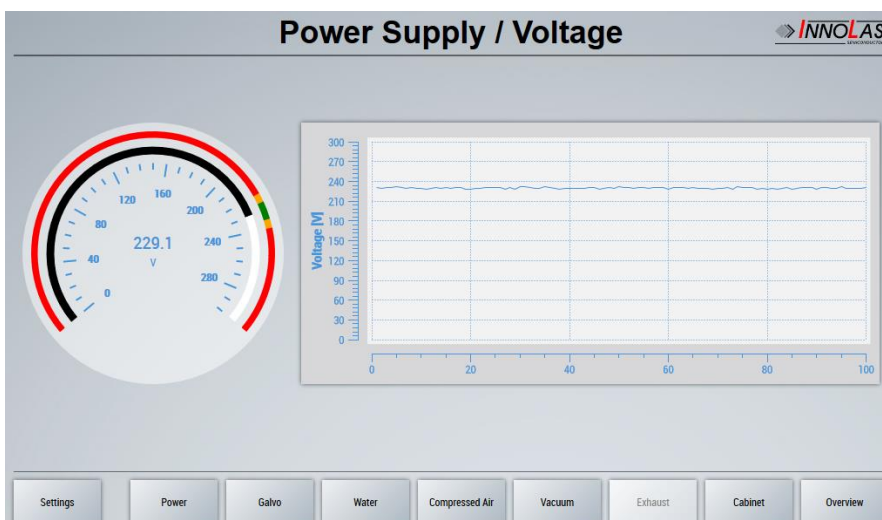 Power Supply / Voltage
INNOLAS
SEMICONDUCTOR
0
40
80
120
160
200
240
280
229.1
V
Voltage [V]
300
270
240
210
180
150
120
90
60
30
0
0 20 40 60 80 100
Settings Power Galvo Water Compressed Air Vacuum Exhaust Cabinet Overview